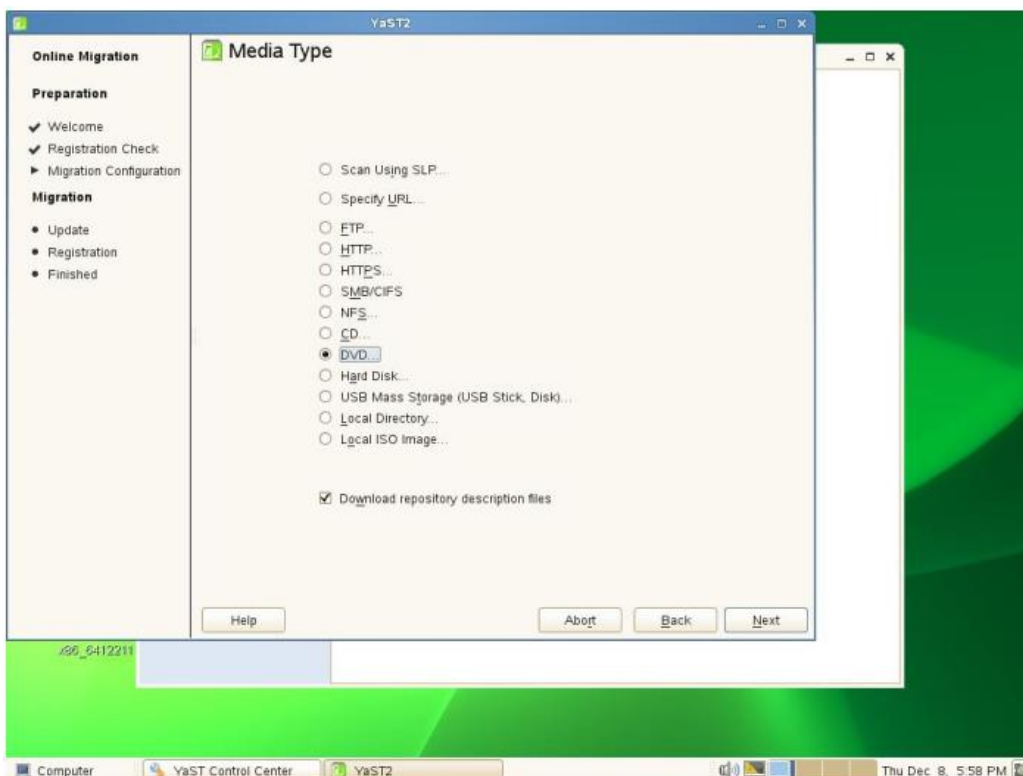 YaST2
Online Migration
Preparation
Welcome
Registration Check
Migration Configuration
Migration
Update
Registration
Finished
Media Type
Scan Using SLP...
Specify URL...
FTP...
HTTP...
HTTPS...
SMB/CIFS
NFS...
CD...
DVD...
Hard Disk...
USB Mass Storage (USB Stick, Disk)...
Local Directory...
Local ISO Image...
Download repository description files
Help
Abort
Back
Next
x86_6412211
Computer
YaST Control Center
YaST2
Thu Dec 8, 5:58 PM